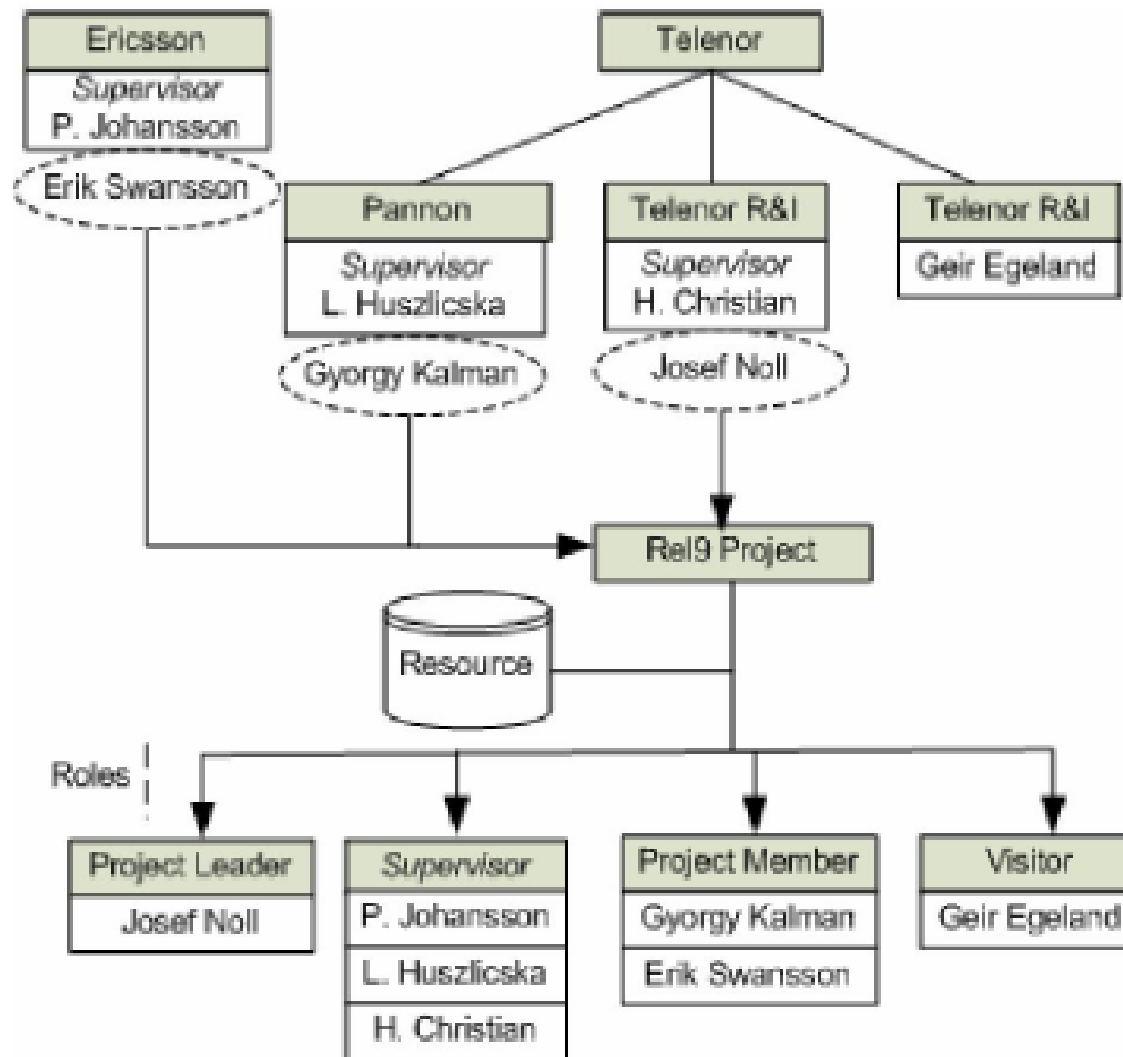 Ericsson
Supervisor
P. Johansson
Erik Swansson
Telenor
Pannon
Supervisor
L. Huszlicska
Gyorgy Kalman
Telenor R&I
Supervisor
H. Christian
Josef Noll
Telenor R&I
Geir Egeland
Rel9 Project
Resource
Roles
Project Leader
Josef Noll
Supervisor
P. Johansson
L. Huszlicska
H. Christian
Project Member
Gyorgy Kalman
Erik Swansson
Visitor
Geir Egeland